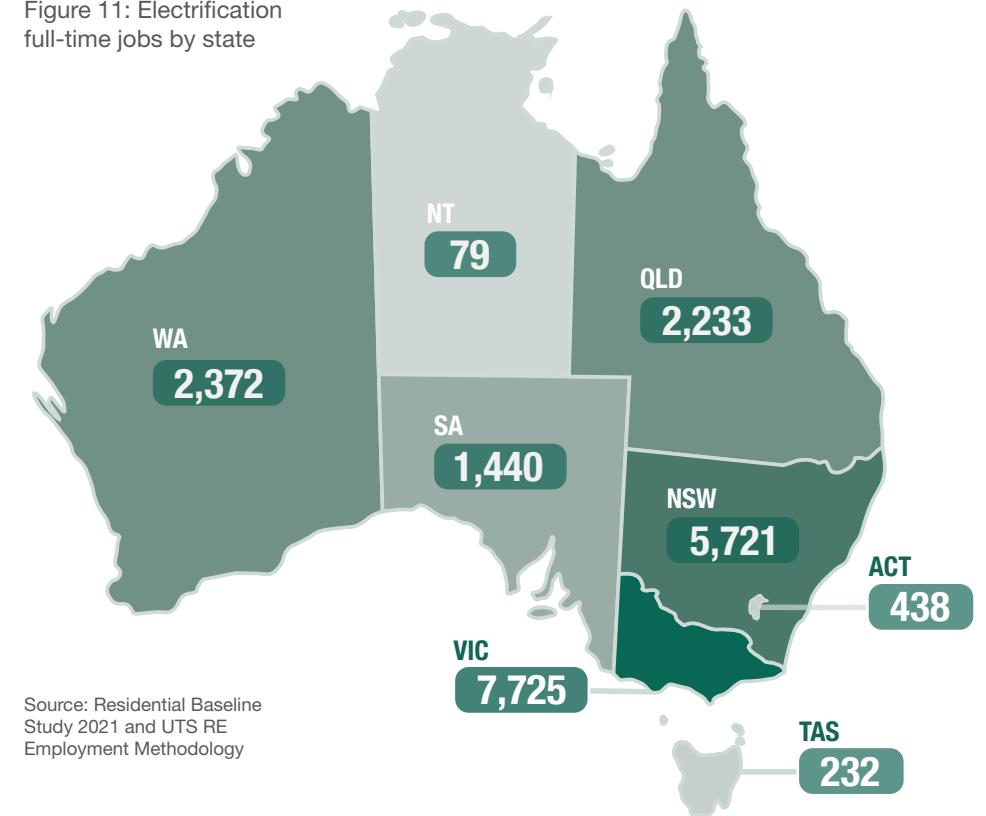 Figure 11: Electrification
full-time jobs by state
NT
79
QLD
2,233
WA
2,372
SA
1,440
NSW
5,721
ACT
438
VIC
7,725
TAS
232
Source: Residential Baseline
Study 2021 and UTS RE
Employment Methodology